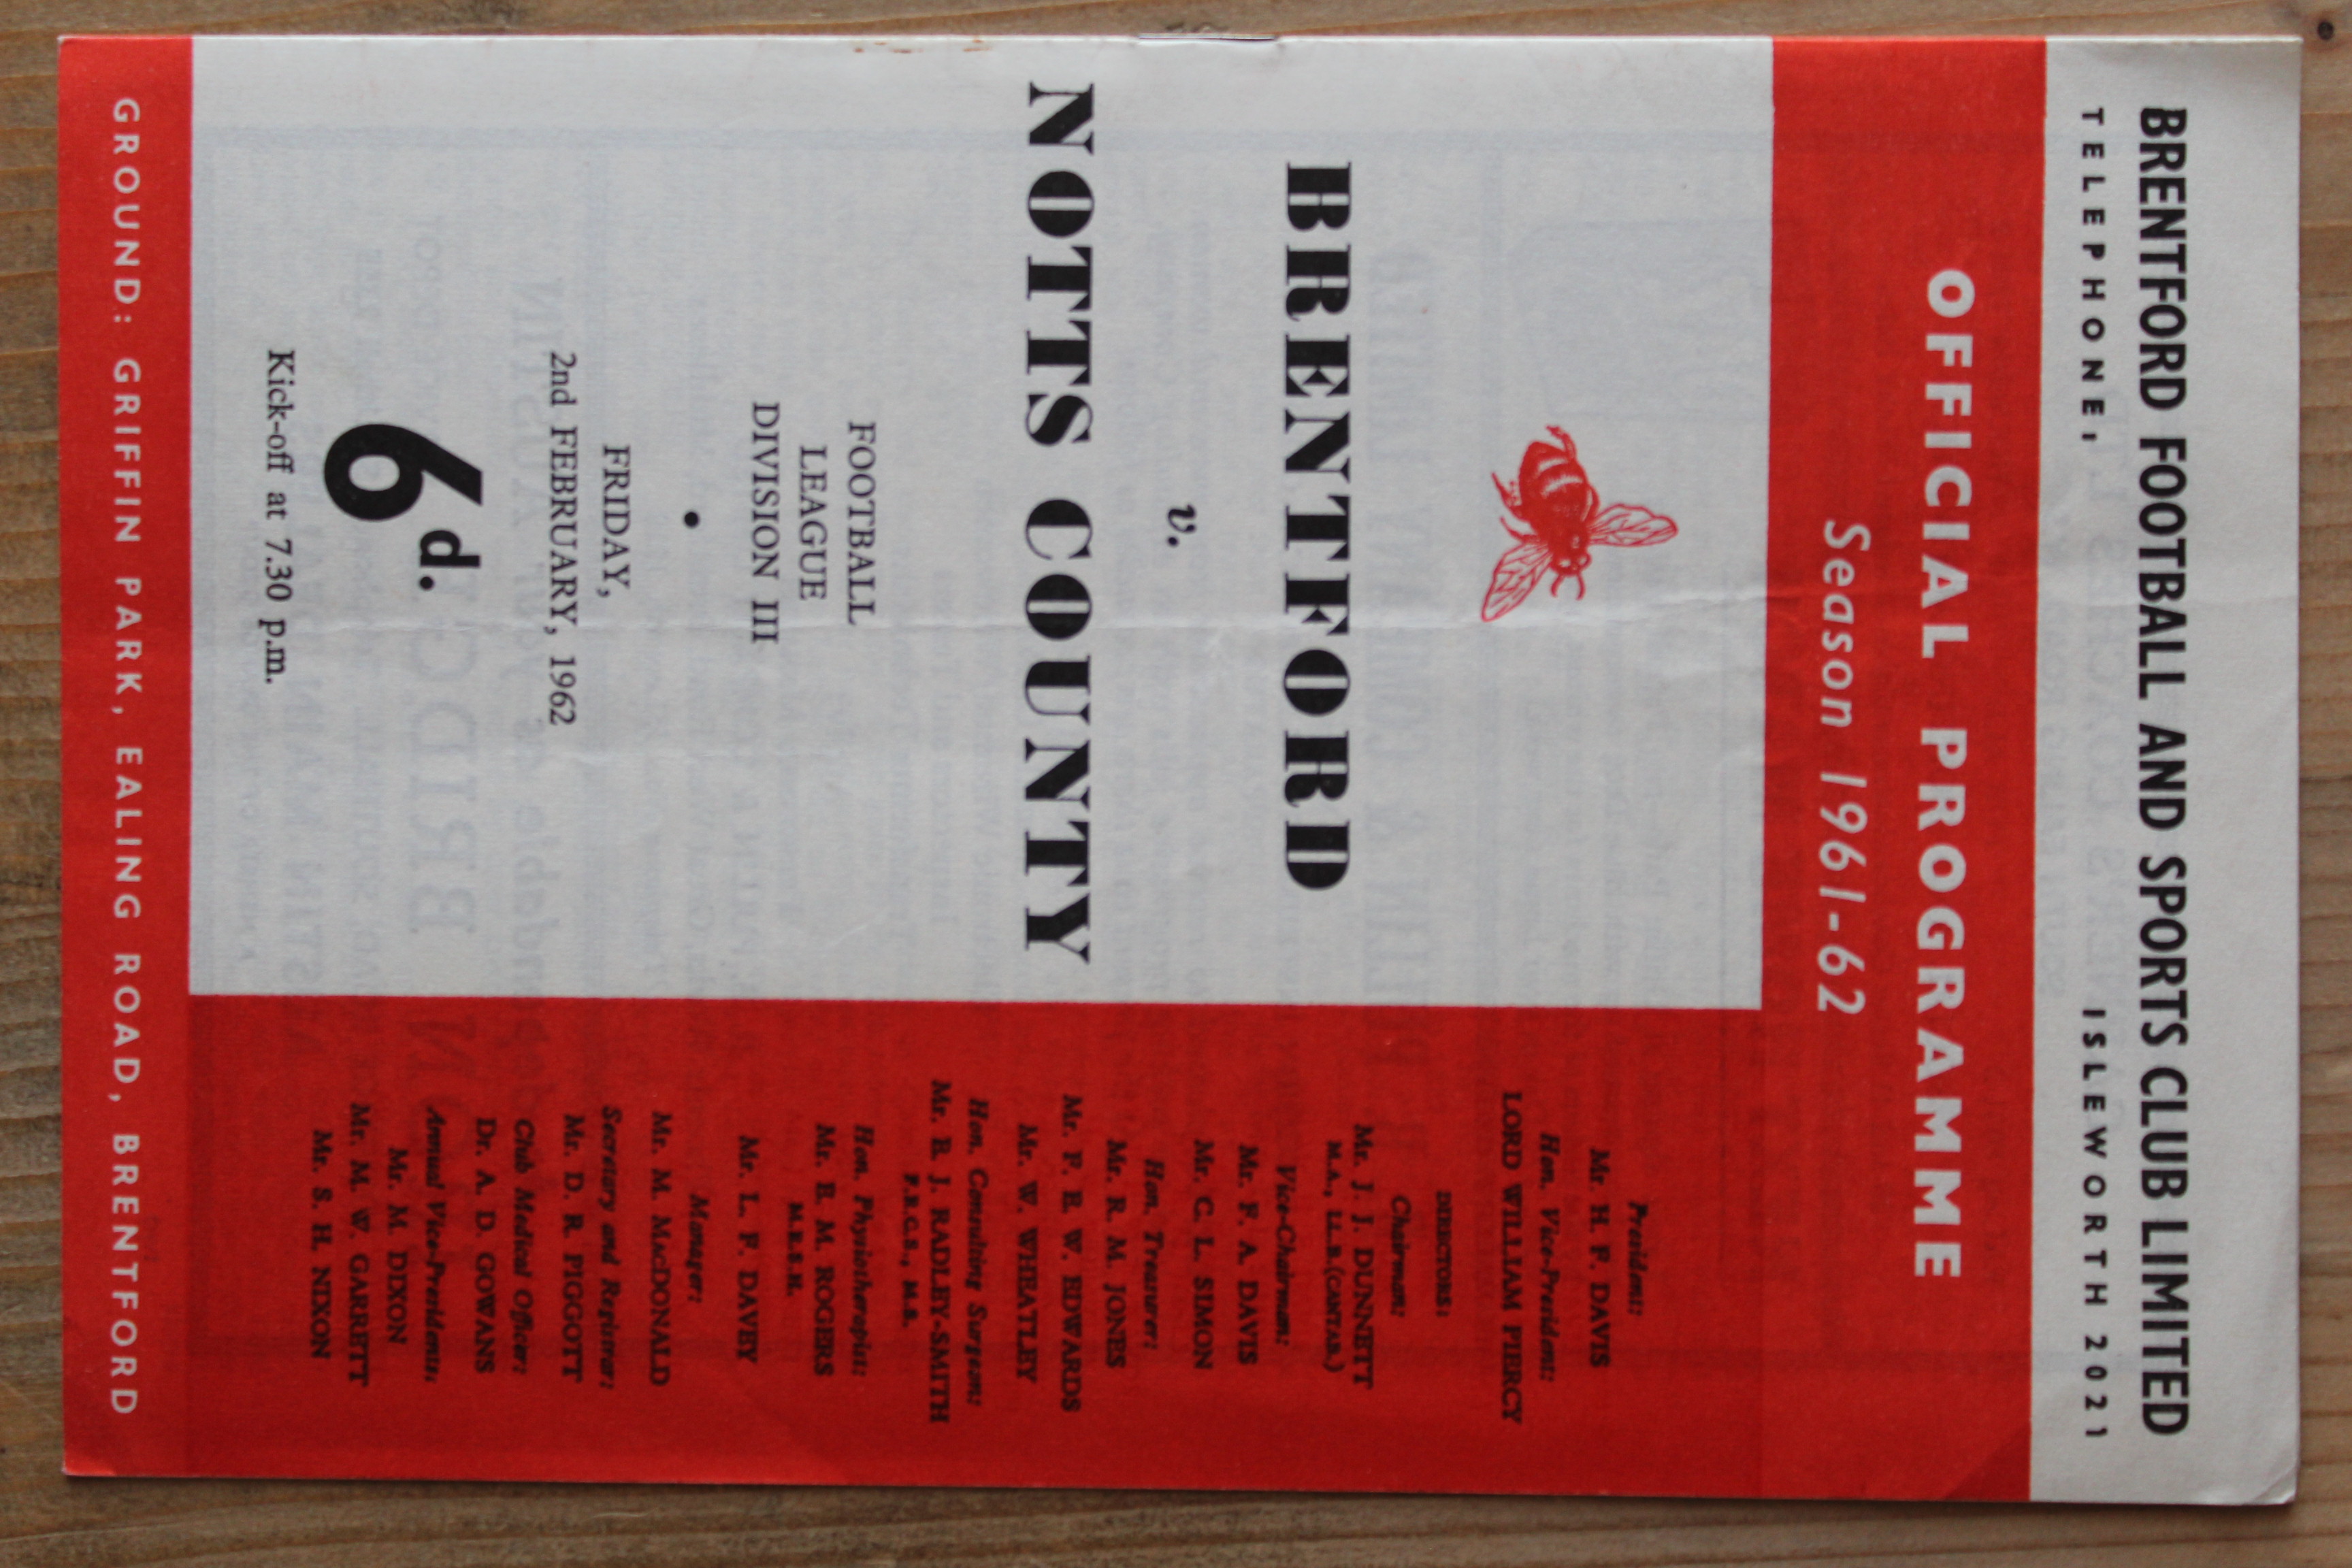 BRENTFORD FOOTBALL AND SPORTS CLUB LIMITED
TELEPHONE, ISLEWORTH 2021
OFFICIAL PROGRAMME
Season 1961-62
BRENTFORD
v.
NOTTS COUNTY
FOOTBALL
LEAGUE
DIVISION III
•
FRIDAY,
2nd FEBRUARY, 1962
6d.
Kick-off at 7.30 p.m.
President:
Mr. H. F. DAVIS
Hon. Vice-President:
LORD WILLIAM PIERCY
DIRECTORS:
Chairman:
Mr. J. J. DUNNETT
M.A., LL.B.(CANTAB.)
Vice-Chairman:
Mr. F. A. DAVIS
Mr. C. L. SIMON
Hon. Treasurer:
Mr. R. M. JONES
Mr. P. E. W. EDWARDS
Mr. W. WHEATLEY
Hon. Consulting Surgeon:
Mr. B. J. RADLEY-SMITH
F.R.C.S., M.S.
Hon. Physiotherapist:
Mr. E. M. ROGERS
M.R.S.H.
Mr. L. F. DAVEY
Manager:
Mr. M. MacDONALD
Secretary and Registrar:
Mr. D. R. PIGGOTT
Club Medical Officer:
Dr. A. D. GOWANS
Annual Vice-Presidents,
Mr. M. DIXON
Mr. M. W. GARRETT
Mr. S. H. NIXON
GROUND: GRIFFIN PARK, EALING ROAD, BRENTFORD